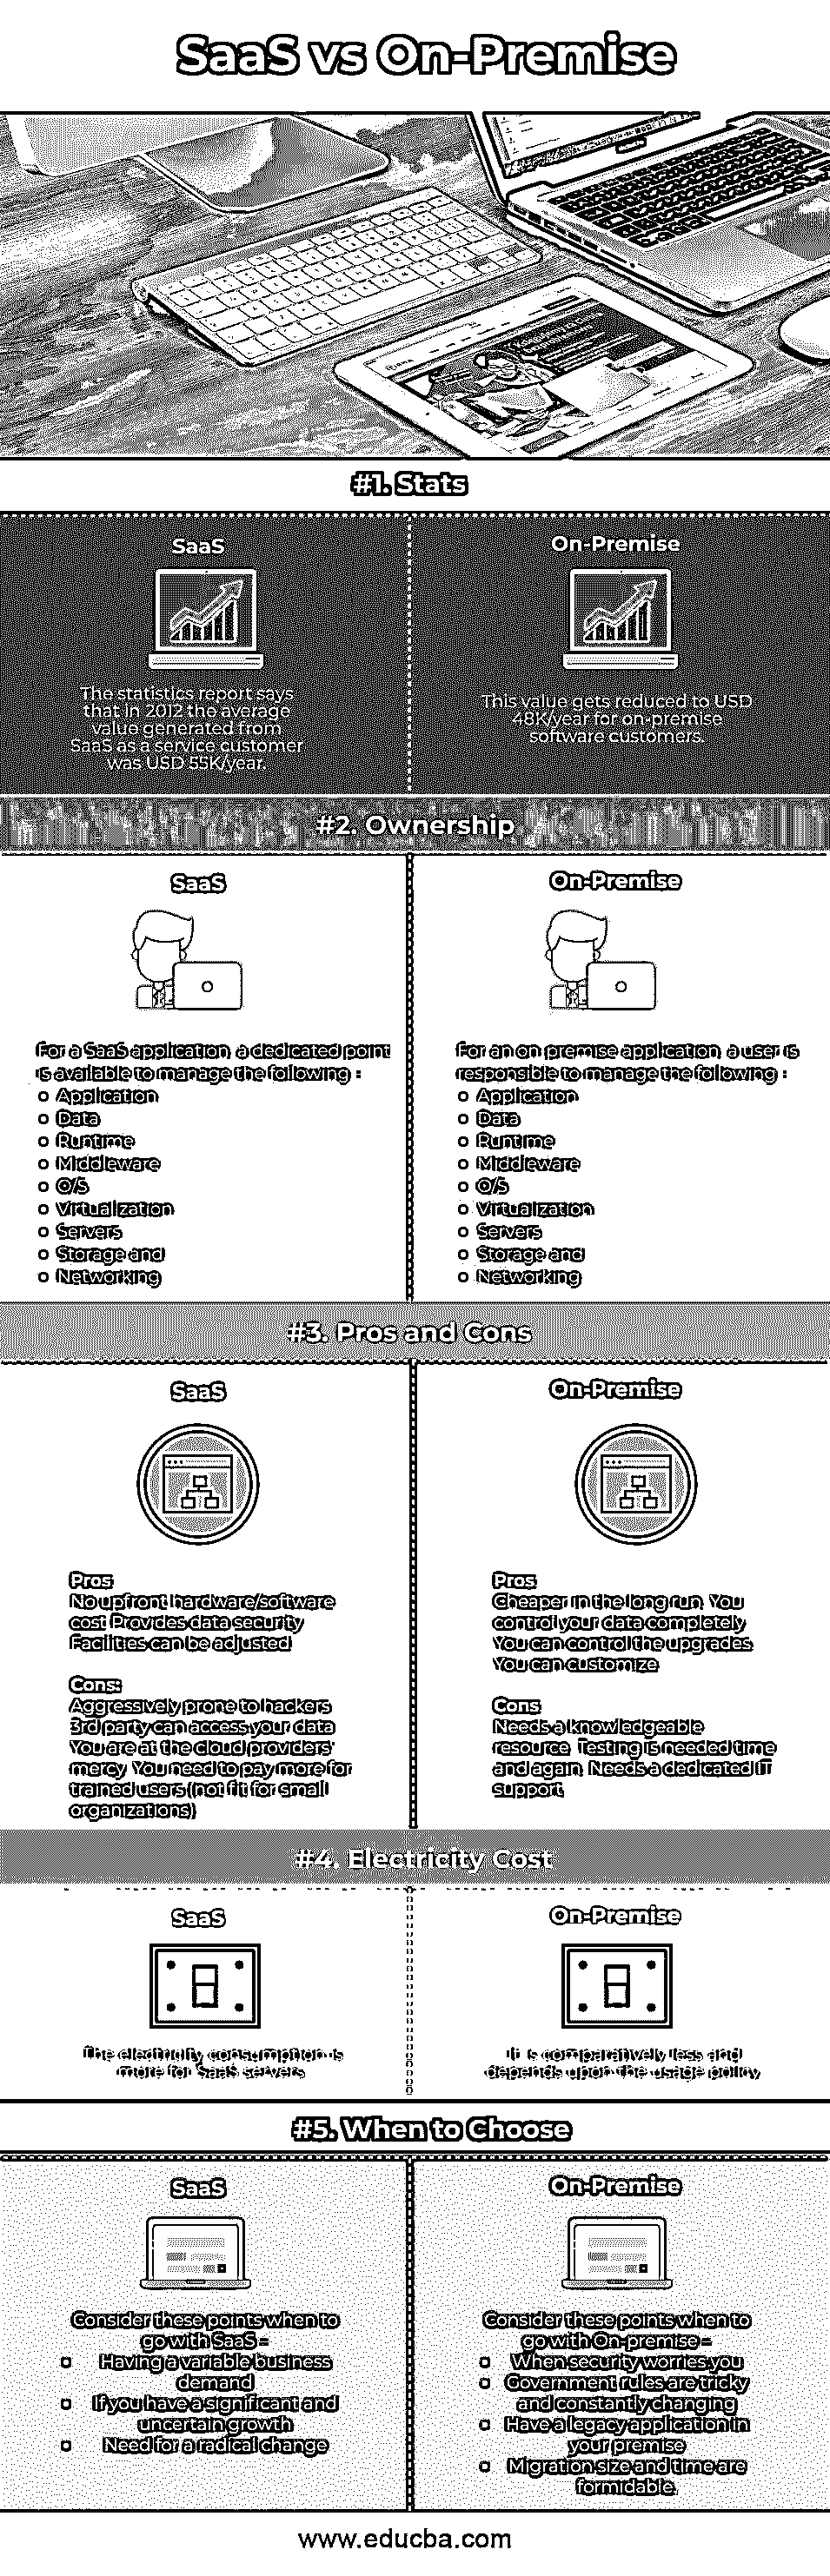 SaaS vs On-Premise
#1. Stats
SaaS
The statistics report says
that in 2012 the average
value generated from
SaaS as a service customer
was USD 55K/year.
On-Premise
This value gets reduced to USD
48K/year for on-premise
software customers.
#2. Ownership
SaaS
For a SaaS application, a dedicated point
is available to manage the following :
Application
Data
Runtime
Middleware
O/S
Virtualization
Servers
Storage and
Networking
On-Premise
For an on premise application, a user is
responsible to manage the following :
Application
Data
Runtime
Middleware
O/S
Virtualization
Servers
Storage and
Networking
#3. Pros and Cons
SaaS
Pros
No upfront hardware/software
cost. Provides data security
Facilities can be adjusted
Cons:
Aggressively prone to hackers
3rd party can access your data
You are at the cloud providers'
mercy. You need to pay more for
trained users (not fit for small
organizations)
On-Premise
Pros
Cheaper in the long run. You
control your data completely
You can control the upgrades.
You can customize
Cons
Needs a knowledgeable
resource. Testing is needed time
and again. Needs a dedicated IT
support.
#4. Electricity Cost
SaaS
The electricity consumption is
more for SaaS servers
On-Premise
It is comparatively less and
depends upon the usage policy
#5. When to Choose
SaaS
Consider these points when to
go with SaaS –
Having a variable business
demand
If you have a significant and
uncertain growth
Need for a radical change
On-Premise
Consider these points when to
go with On-premise –
When security worries you
Government rules are tricky
and constantly changing
Have a legacy application in
your premise
Migration size and time are
formidable.
www.educba.com